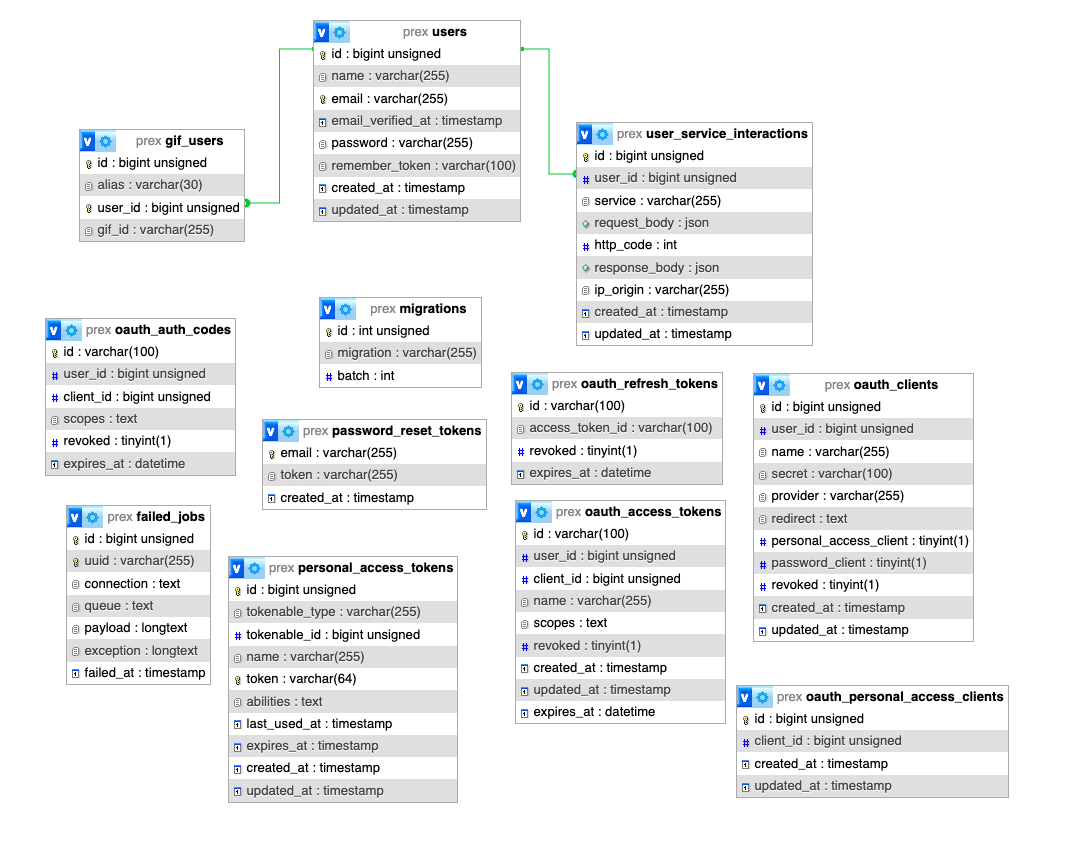 prex users
id : bigint unsigned
name : varchar(255)
email : varchar(255)
email_verified_at : timestamp
password : varchar(255)
remember_token : varchar(100)
created_at : timestamp
updated_at : timestamp
prex gif_users
id : bigint unsigned
alias : varchar(30)
user_id : bigint unsigned
gif_id : varchar(255)
prex user_service_interactions
id : bigint unsigned
user_id : bigint unsigned
service : varchar(255)
request_body : json
http_code : int
response_body : json
ip_origin : varchar(255)
created_at : timestamp
updated_at : timestamp
prex migrations
id : int unsigned
migration : varchar(255)
batch : int
prex oauth_auth_codes
id : varchar(100)
user_id : bigint unsigned
client_id : bigint unsigned
scopes : text
revoked : tinyint(1)
expires_at : datetime
prex oauth_refresh_tokens
id : varchar(100)
access_token_id : varchar(100)
revoked : tinyint(1)
expires_at : datetime
prex oauth_clients
id : bigint unsigned
user_id : bigint unsigned
name : varchar(255)
secret : varchar(100)
provider : varchar(255)
redirect : text
personal_access_client : tinyint(1)
password_client : tinyint(1)
revoked : tinyint(1)
created_at : timestamp
updated_at : timestamp
prex password_reset_tokens
email : varchar(255)
token : varchar(255)
created_at : timestamp
prex failed_jobs
id : bigint unsigned
uuid : varchar(255)
connection : text
queue : text
payload : longtext
exception : longtext
failed_at : timestamp
prex oauth_access_tokens
id : varchar(100)
user_id : bigint unsigned
client_id : bigint unsigned
name : varchar(255)
scopes : text
revoked : tinyint(1)
created_at : timestamp
updated_at : timestamp
expires_at : datetime
prex personal_access_tokens
id : bigint unsigned
tokenable_type : varchar(255)
tokenable_id : bigint unsigned
name : varchar(255)
token : varchar(64)
abilities : text
last_used_at : timestamp
expires_at : timestamp
created_at : timestamp
updated_at : timestamp
prex oauth_personal_access_clients
id : bigint unsigned
client_id : bigint unsigned
created_at : timestamp
updated_at : timestamp